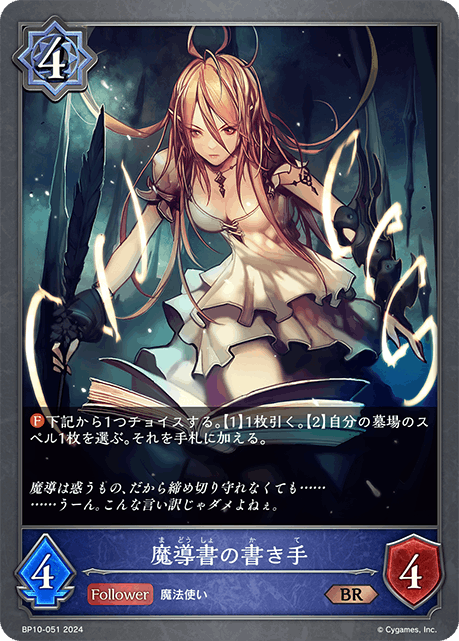 4
F 下記から1つチョイスする。【1】1枚引く。【2】自分の墓場のス
ペル1枚を選ぶ。それを手札に加える。
魔導は惑うもの、だから締め切り守れなくても……
……うーん。こんな言い訳じゃダメよねぇ。
まどうしょ か て
魔導書の書き手
4
Follower 魔法使い
BR
4
BP10-051 2024
© Cygames, Inc.